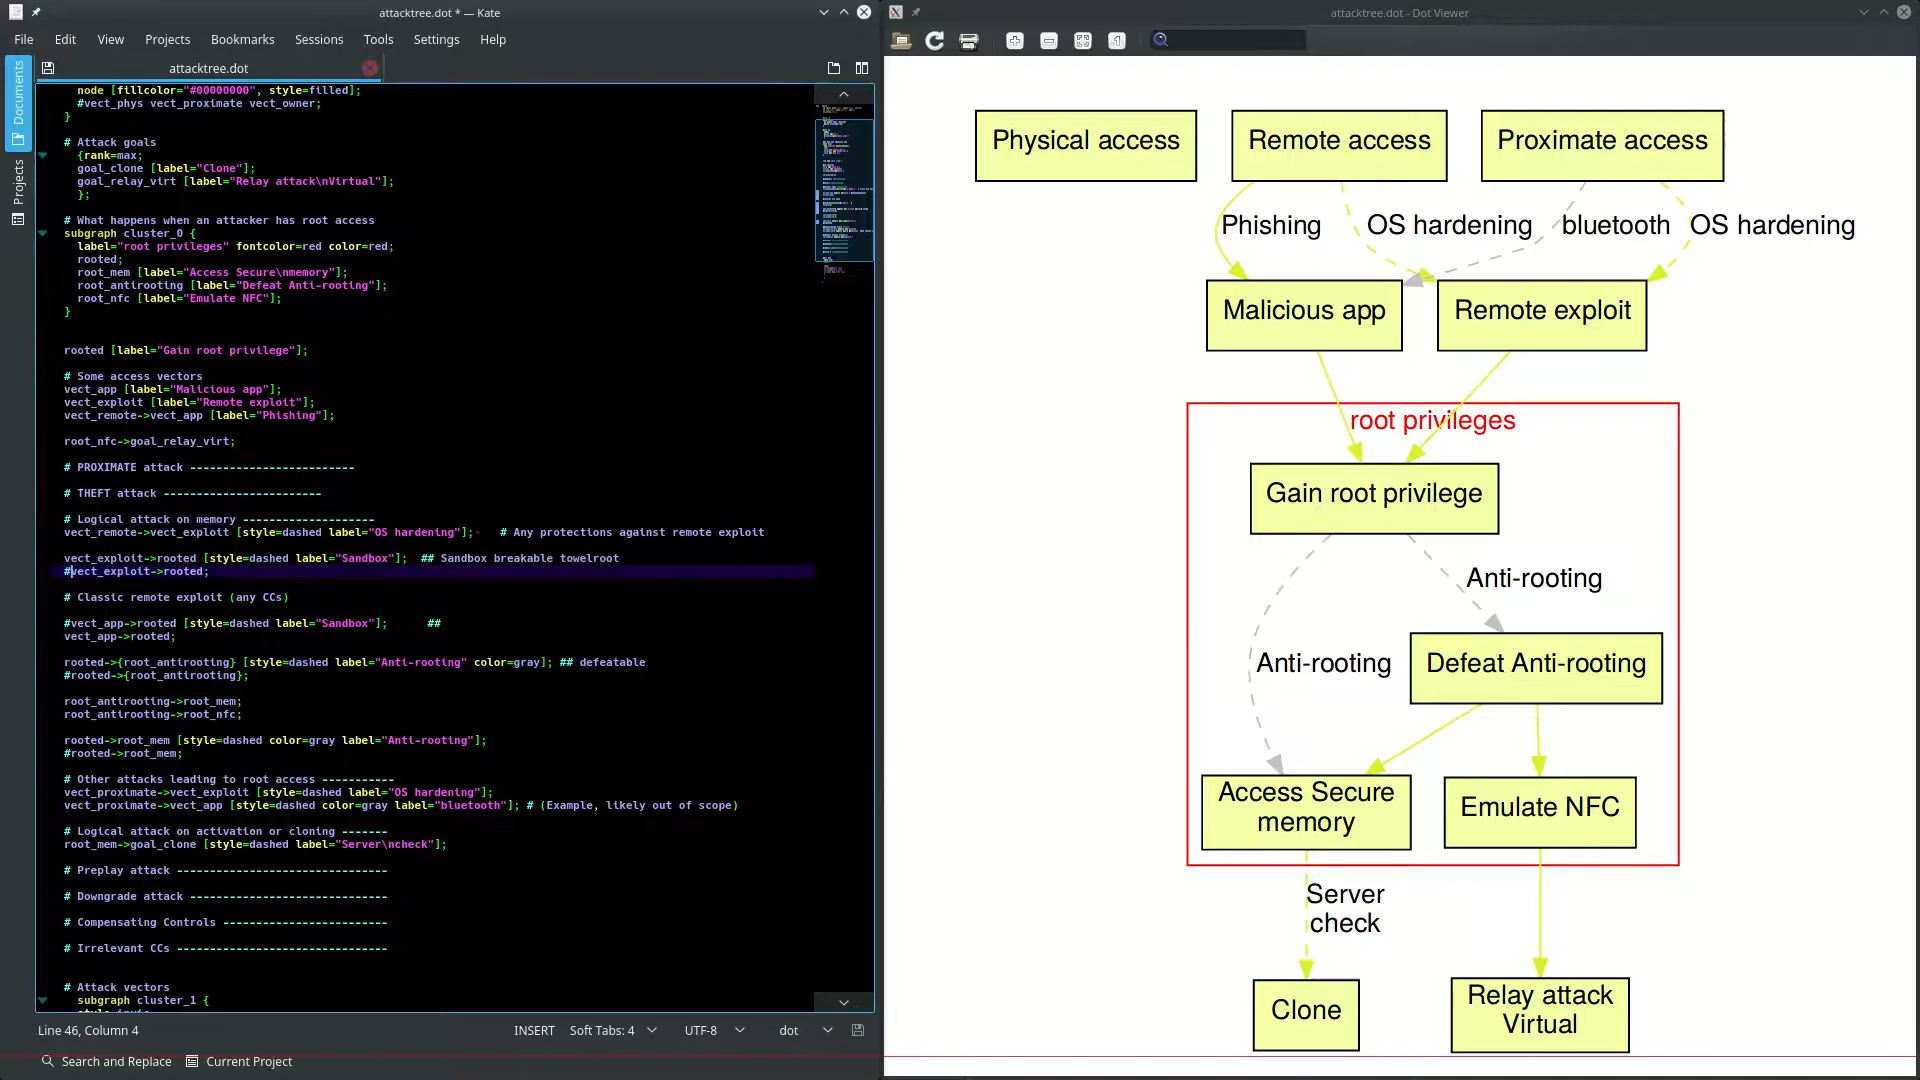 attacktree.dot * — Kate
File Edit View Projects Bookmarks Sessions Tools Settings Help
attacktree.dot
Documents
Projects
node [fillcolor="#00000000", style=filled];
#vect_phys vect_proximate vect_owner;
}
# Attack goals
{rank=max;
goal_clone [label="Clone"];
goal_relay_virt [label="Relay attack\nVirtual"];
};
# What happens when an attacker has root access
subgraph cluster_0 {
label="root privileges" fontcolor=red color=red;
rooted;
root_mem [label="Access Secure\nmemory"];
root_antirooting [label="Defeat Anti-rooting"];
root_nfc [label="Emulate NFC"];
}
rooted [label="Gain root privilege"];
# Some access vectors
vect_app [label="Malicious app"];
vect_exploit [label="Remote exploit"];
vect_remote->vect_app [label="Phishing"];
root_nfc->goal_relay_virt;
# PROXIMATE attack -------------------------
# THEFT attack ------------------------
# Logical attack on memory --------------------
vect_remote->vect_exploit [style=dashed label="OS hardening"]; # Any protections against remote exploit
vect_exploit->rooted [style=dashed label="Sandbox"]; ## Sandbox breakable towelroot
#vect_exploit->rooted;
# Classic remote exploit (any CCs)
#vect_app->rooted [style=dashed label="Sandbox"]; ##
vect_app->rooted;
rooted->{root_antirooting} [style=dashed label="Anti-rooting" color=gray]; ## defeatable
#rooted->{root_antirooting};
root_antirooting->root_mem;
root_antirooting->root_nfc;
rooted->root_mem [style=dashed color=gray label="Anti-rooting"];
#rooted->root_mem;
# Other attacks leading to root access -----------
vect_proximate->vect_exploit [style=dashed label="OS hardening"];
vect_proximate->vect_app [style=dashed color=gray label="bluetooth"]; # (Example, likely out of scope)
# Logical attack on activation or cloning -------
root_mem->goal_clone [style=dashed label="Server\ncheck"];
# Preplay attack --------------------------------
# Downgrade attack ------------------------------
# Compensating Controls -------------------------
# Irrelevant CCs --------------------------------
# Attack vectors
subgraph cluster_1 {
Line 46, Column 4 INSERT Soft Tabs: 4 UTF-8 dot
Search and Replace Current Project
attacktree.dot - Dot Viewer
Physical access Remote access Proximate access
Phishing OS hardening bluetooth OS hardening
Malicious app Remote exploit
root privileges
Gain root privilege
Anti-rooting
Anti-rooting Defeat Anti-rooting
Access Secure
memory
Emulate NFC
Server
check
Clone
Relay attack
Virtual